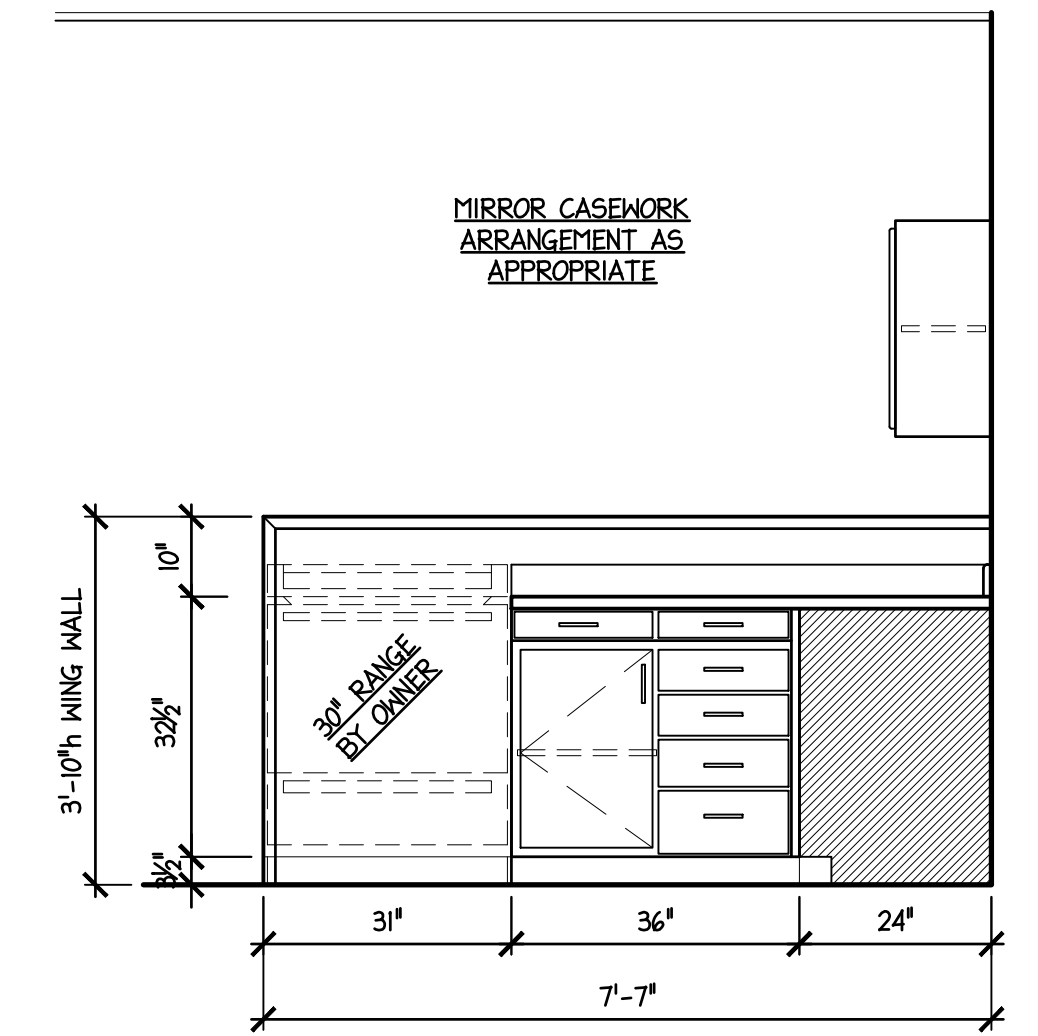 MIRROR CASEWORK
ARRANGEMENT AS
APPROPRIATE
3'-10"h WING WALL
10"
32½"
3½"
30" RANGE
BY OWNER
31"
36"
24"
7'-7"